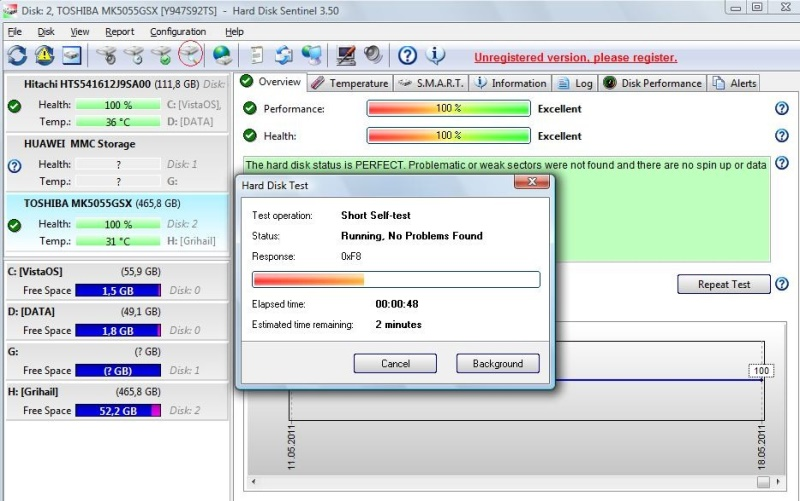 Disk: 2, TOSHIBA MK5055GSX [Y947S92TS] - Hard Disk Sentinel 3.50
File Disk View Report Configuration Help
Unregistered version, please register.
Hitachi HTS541612J9SA00 (111,8 GB) Disk:
Health: 100 % C: [VistaOS],
Temp.: 36 °C D: [DATA]
HUAWEI MMC Storage
Health: ? Disk: 1
Temp.: ? G:
TOSHIBA MK5055GSX (465,8 GB)
Health: 100 % Disk: 2
Temp.: 31 °C H: [Grihail]
C: [VistaOS] (55,9 GB)
Free Space 1,5 GB Disk: 0
D: [DATA] (49,1 GB)
Free Space 1,8 GB Disk: 0
G: (? GB)
Free Space (? GB) Disk: 1
H: [Grihail] (465,8 GB)
Free Space 52,2 GB Disk: 2
Overview Temperature S.M.A.R.T. Information Log Disk Performance Alerts
Performance: 100 % Excellent
Health: 100 % Excellent
The hard disk status is PERFECT. Problematic or weak sectors were not found and there are no spin up or data
Hard Disk Test
Test operation: Short Self-test
Status: Running, No Problems Found
Response: 0xF8
Elapsed time: 00:00:48
Estimated time remaining: 2 minutes
Cancel Background
Repeat Test
100
11.05.2011 18.05.2011